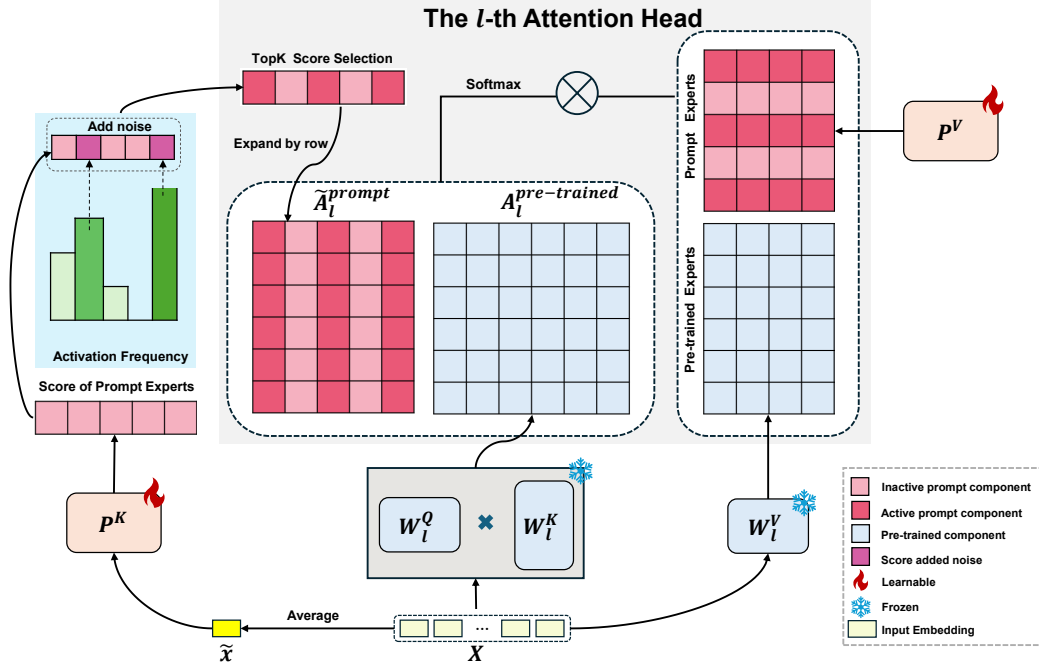 The l-th Attention Head
TopK Score Selection
Softmax
Expand by row
Add noise
Activation Frequency
Score of Prompt Experts
Ã_l^{prompt}
A_l^{pre-trained}
Prompt Experts
Pre-trained Experts
P^V
P^K
W_l^Q
W_l^K
W_l^V
Average
x̃
...
X
Inactive prompt component
Active prompt component
Pre-trained component
Score added noise
Learnable
Frozen
Input Embedding